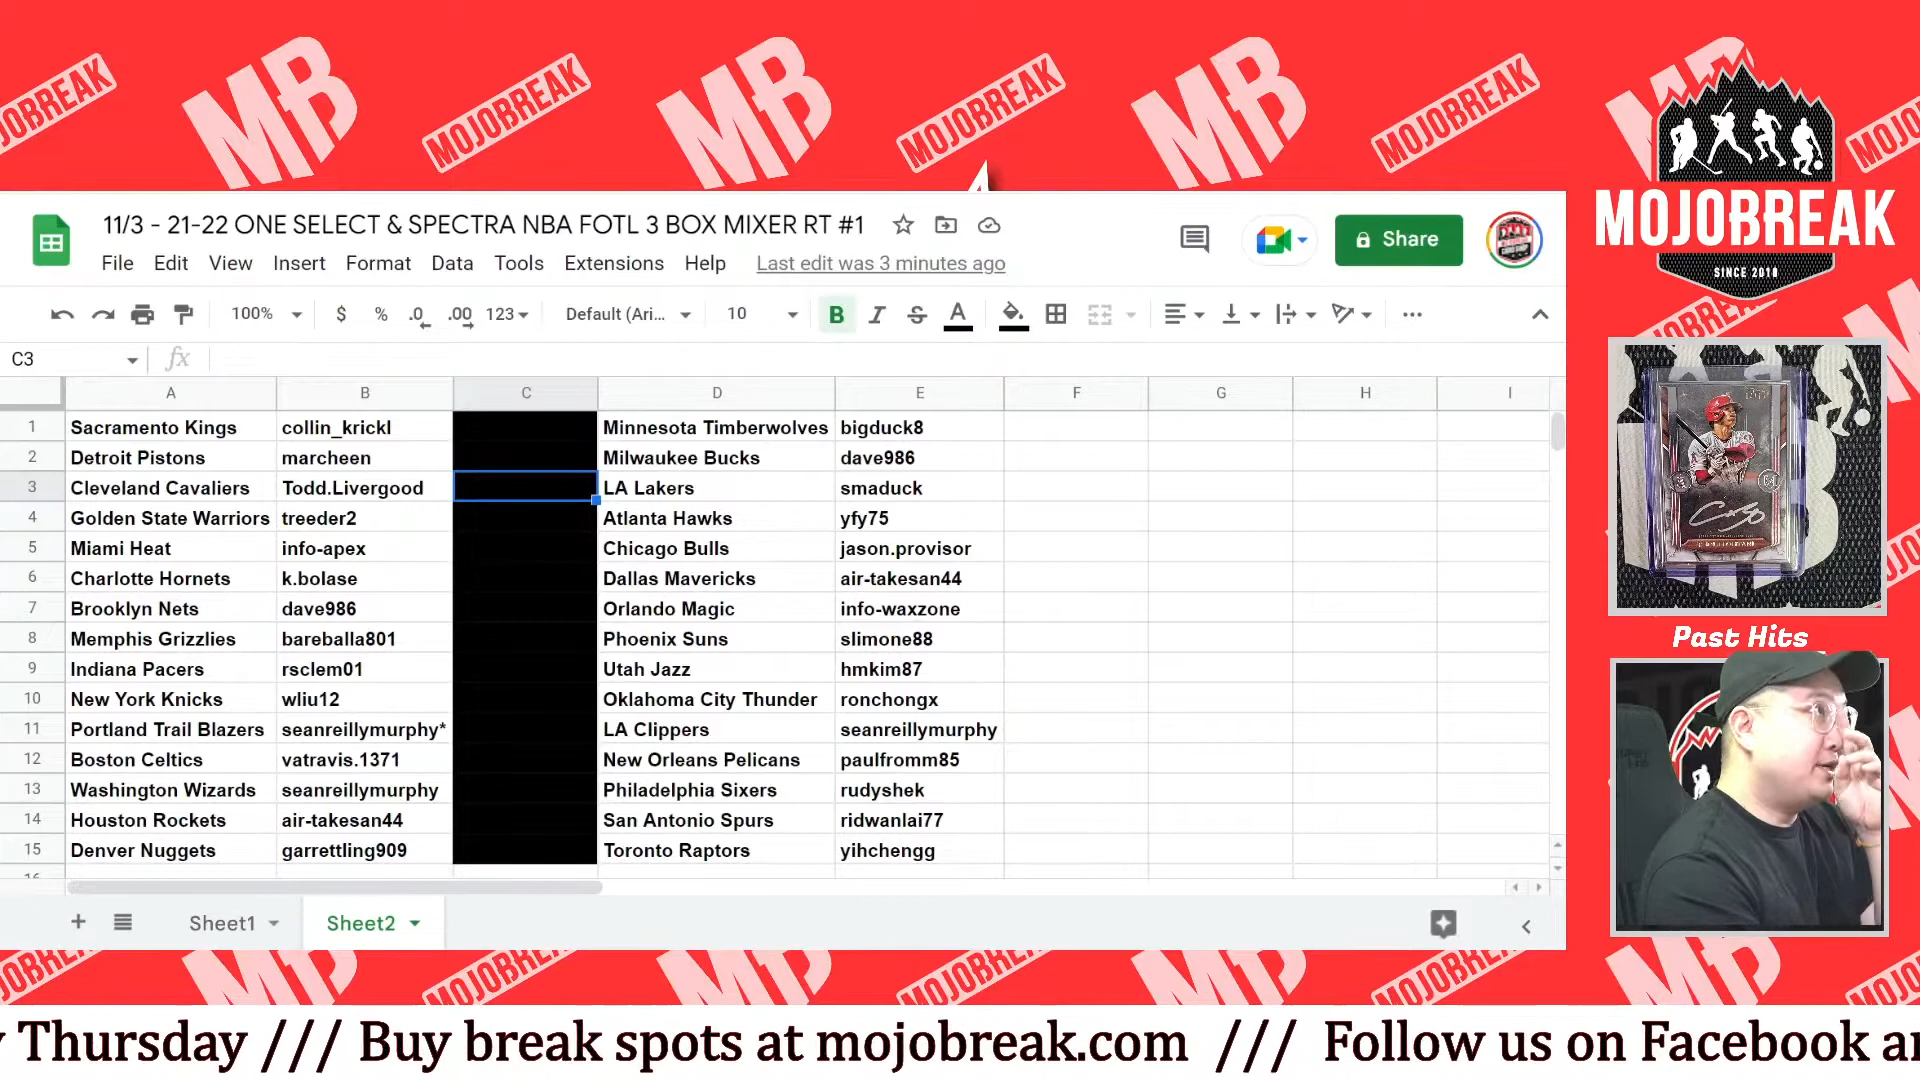 MOJOBREAK
MB
MOJOBREAK
MB
MOJOBREAK
MB
MOJOBREAK
MOJOBREAK
SINCE 2010
11/3 - 21-22 ONE SELECT & SPECTRA NBA FOTL 3 BOX MIXER RT #1
Share
File Edit View Insert Format Data Tools Extensions Help Last edit was 3 minutes ago
100% $ % .0 .00 123 Default (Ari... 10 B I S A
C3 fx
A B C D E F G H I
1 Sacramento Kings collin_krickl Minnesota Timberwolves bigduck8
2 Detroit Pistons marcheen Milwaukee Bucks dave986
3 Cleveland Cavaliers Todd.Livergood LA Lakers smaduck
4 Golden State Warriors treeder2 Atlanta Hawks yfy75
5 Miami Heat info-apex Chicago Bulls jason.provisor
6 Charlotte Hornets k.bolase Dallas Mavericks air-takesan44
7 Brooklyn Nets dave986 Orlando Magic info-waxzone
8 Memphis Grizzlies bareballa801 Phoenix Suns slimone88
9 Indiana Pacers rsclem01 Utah Jazz hmkim87
10 New York Knicks wliu12 Oklahoma City Thunder ronchongx
11 Portland Trail Blazers seanreillymurphy* LA Clippers seanreillymurphy
12 Boston Celtics vatravis.1371 New Orleans Pelicans paulfromm85
13 Washington Wizards seanreillymurphy Philadelphia Sixers rudyshek
14 Houston Rockets air-takesan44 San Antonio Spurs ridwanlai77
15 Denver Nuggets garrettling909 Toronto Raptors yihchengg
Past Hits
Sheet1 Sheet2
Thursday /// Buy break spots at mojobreak.com /// Follow us on Facebook